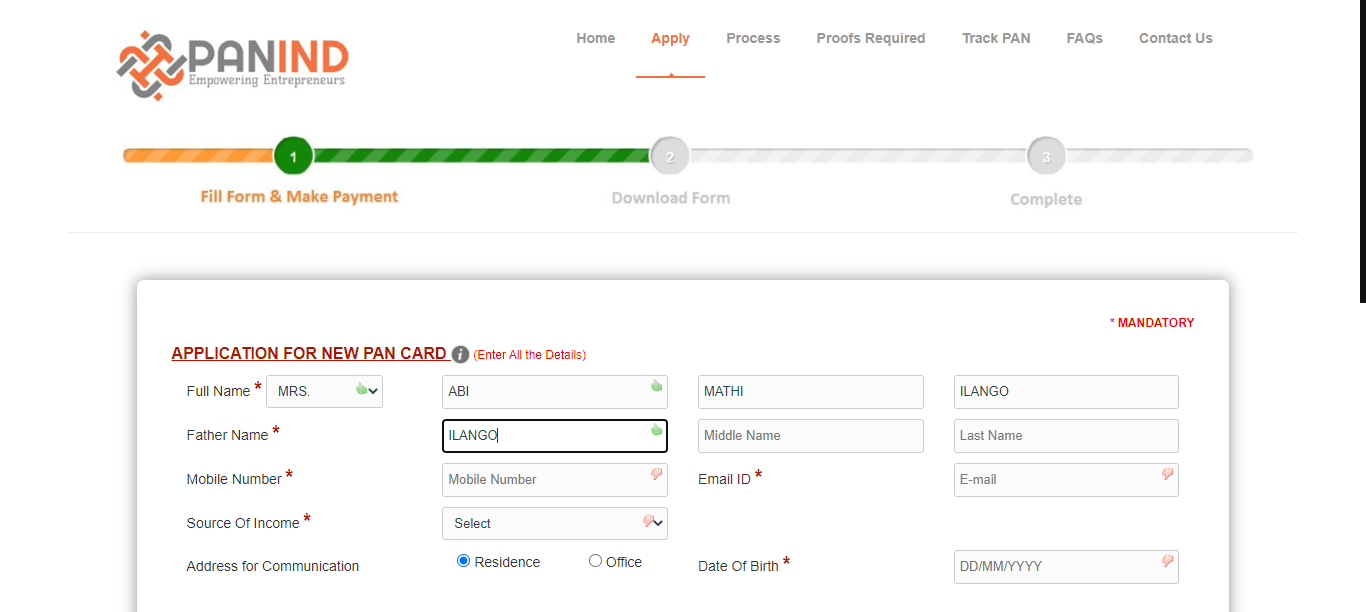 PANIND
Empowering Entrepreneurs
Home Apply Process Proofs Required Track PAN FAQs Contact Us
1 2 3
Fill Form & Make Payment Download Form Complete
* MANDATORY
APPLICATION FOR NEW PAN CARD i (Enter All the Details)
Full Name * MRS. ABI MATHI ILANGO
Father Name * ILANGO Middle Name Last Name
Mobile Number * Mobile Number Email ID * E-mail
Source Of Income * Select
Address for Communication Residence Office Date Of Birth * DD/MM/YYYY